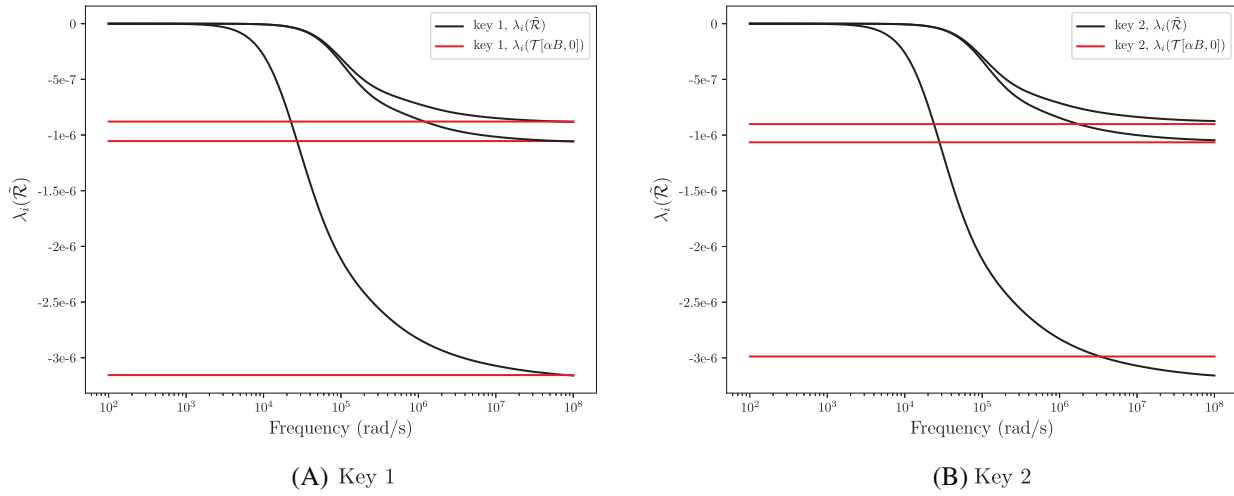 0
-5e-7
-1e-6
-1.5e-6
-2e-6
-2.5e-6
-3e-6
λ_i(R̃)
key 1, λ_i(R̃)
key 1, λ_i(T[αB, 0])
10^2 10^3 10^4 10^5 10^6 10^7 10^8
Frequency (rad/s)
(A) Key 1
0
-5e-7
-1e-6
-1.5e-6
-2e-6
-2.5e-6
-3e-6
λ_i(R̃)
key 2, λ_i(R̃)
key 2, λ_i(T[αB, 0])
10^2 10^3 10^4 10^5 10^6 10^7 10^8
Frequency (rad/s)
(B) Key 2